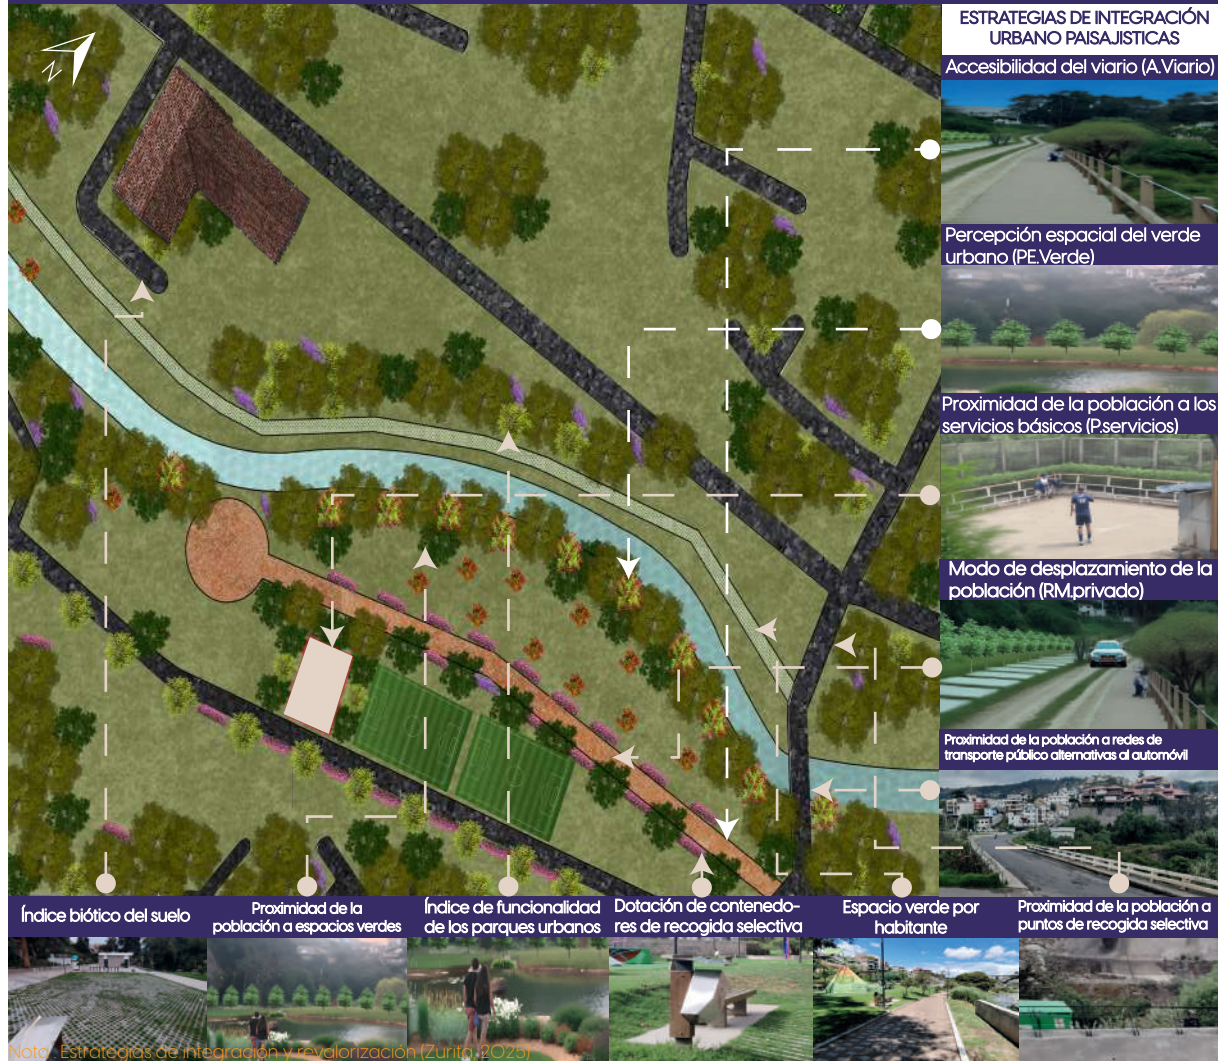 ESTRATEGIAS DE INTEGRACIÓN
URBANO PAISAJISTICAS
Accesibilidad del viario (A.Viario)
N
Percepción espacial del verde
urbano (PE.Verde)
Proximidad de la población a los
servicios básicos (P.servicios)
Modo de desplazamiento de la
población (RM.privado)
Proximidad de la población a redes de
transporte público alternativas al automóvil
Índice biótico del suelo
Proximidad de la
población a espacios verdes
Índice de funcionalidad
de los parques urbanos
Dotación de contenedo-
res de recogida selectiva
Espacio verde por
habitante
Proximidad de la población a
puntos de recogida selectiva
Nota. Estrategias de integración y revalorización (Zurita, 2025)